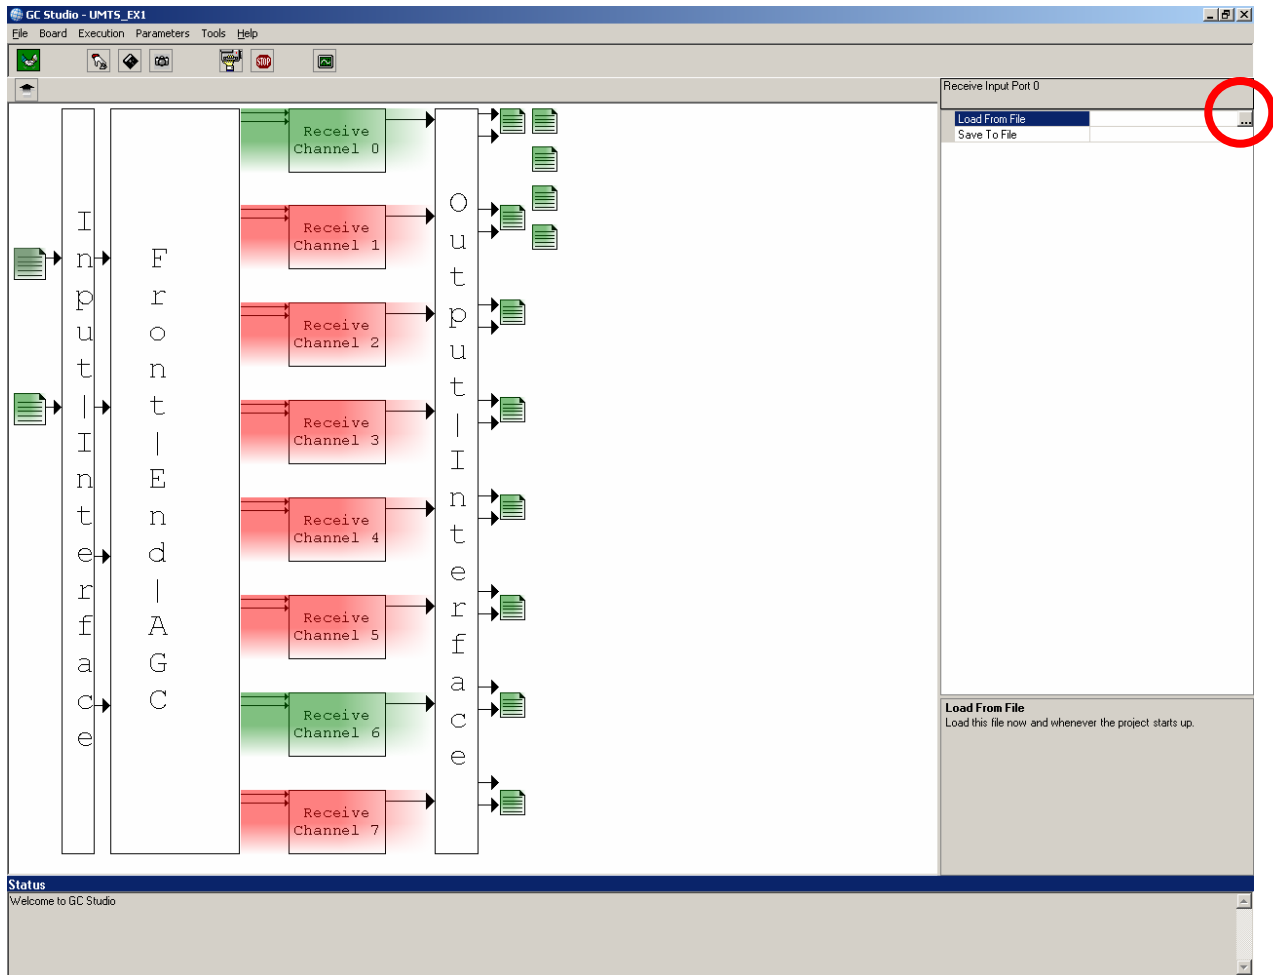 GC Studio - UMTS_EX1
File Board Execution Parameters Tools Help
STOP
Receive Input Port 0
Load From File
...
Save To File
Input|Interface
Front|End|AGC
Receive
Channel 0
Receive
Channel 1
Receive
Channel 2
Receive
Channel 3
Receive
Channel 4
Receive
Channel 5
Receive
Channel 6
Receive
Channel 7
Output|Interface
Load From File
Load this file now and whenever the project starts up.
Status
Welcome to GC Studio